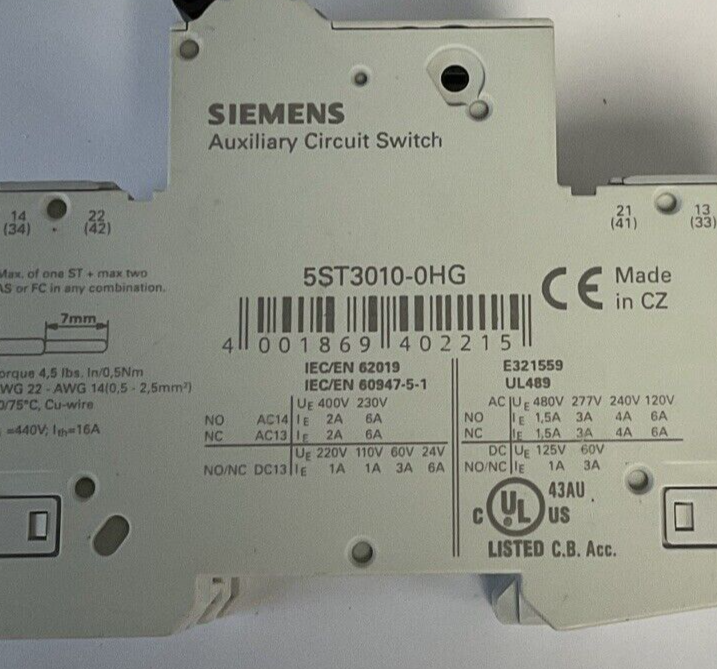 SIEMENS
Auxiliary Circuit Switch
14 22
(34) (42)
21 13
(41) (33)
Max. of one ST + max two
AS or FC in any combination.
7mm
orque 4,5 lbs. In/0,5Nm
WG 22 - AWG 14(0,5 - 2,5mm²)
0/75°C, Cu-wire
=440V; Ith=16A
5ST3010-0HG
CE Made
in CZ
4 001869 402215
IEC/EN 62019
IEC/EN 60947-5-1
UE 400V 230V
NO AC14 IE 2A 6A
NC AC13 IE 2A 6A
UE 220V 110V 60V 24V
NO/NC DC13 IE 1A 1A 3A 6A
E321559
UL489
AC UE 480V 277V 240V 120V
NO IE 1,5A 3A 4A 6A
NC IE 1,5A 3A 4A 6A
DC UE 125V 60V
NO/NC IE 1A 3A
C UL US 43AU
LISTED C.B. Acc.